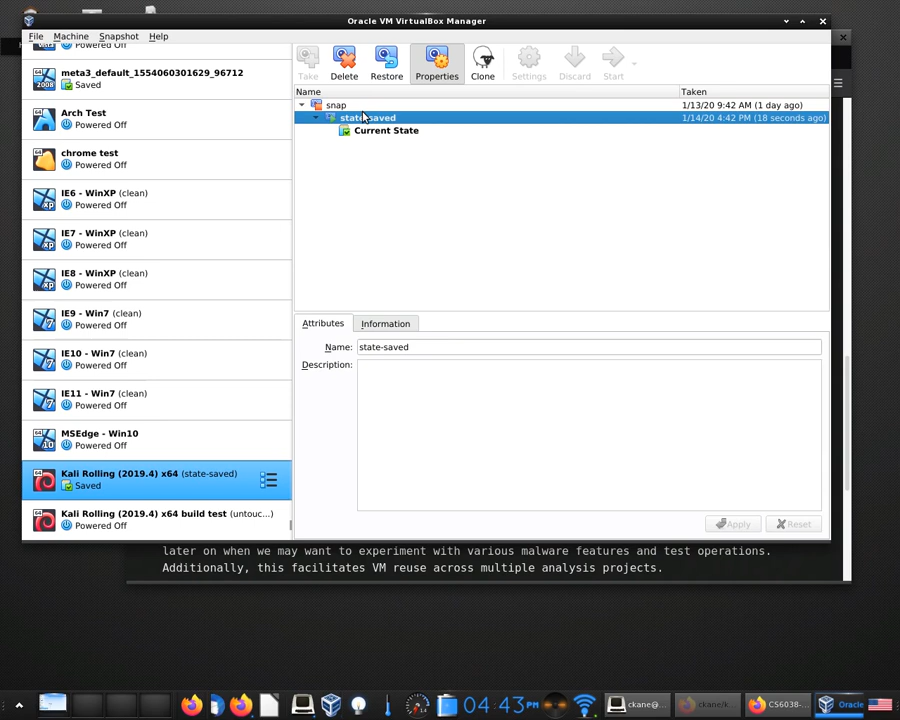 Oracle VM VirtualBox Manager
File Machine Snapshot Help
Powered Off
meta3_default_1554060301629_96712
Saved
Arch Test
Powered Off
chrome test
Powered Off
IE6 - WinXP (clean)
Powered Off
IE7 - WinXP (clean)
Powered Off
IE8 - WinXP (clean)
Powered Off
IE9 - Win7 (clean)
Powered Off
IE10 - Win7 (clean)
Powered Off
IE11 - Win7 (clean)
Powered Off
MSEdge - Win10
Powered Off
Kali Rolling (2019.4) x64 (state-saved)
Saved
Kali Rolling (2019.4) x64 build test (untouc...)
Powered Off
Take Delete Restore Properties Clone Settings Discard Start
Name Taken
snap 1/13/20 9:42 AM (1 day ago)
state-saved 1/14/20 4:42 PM (18 seconds ago)
Current State
Attributes Information
Name: state-saved
Description:
Apply Reset
later on when we may want to experiment with various malware features and test operations.
Additionally, this facilitates VM reuse across multiple analysis projects.
04:43PM ckane@... ckane/k... CS6038-... Oracle